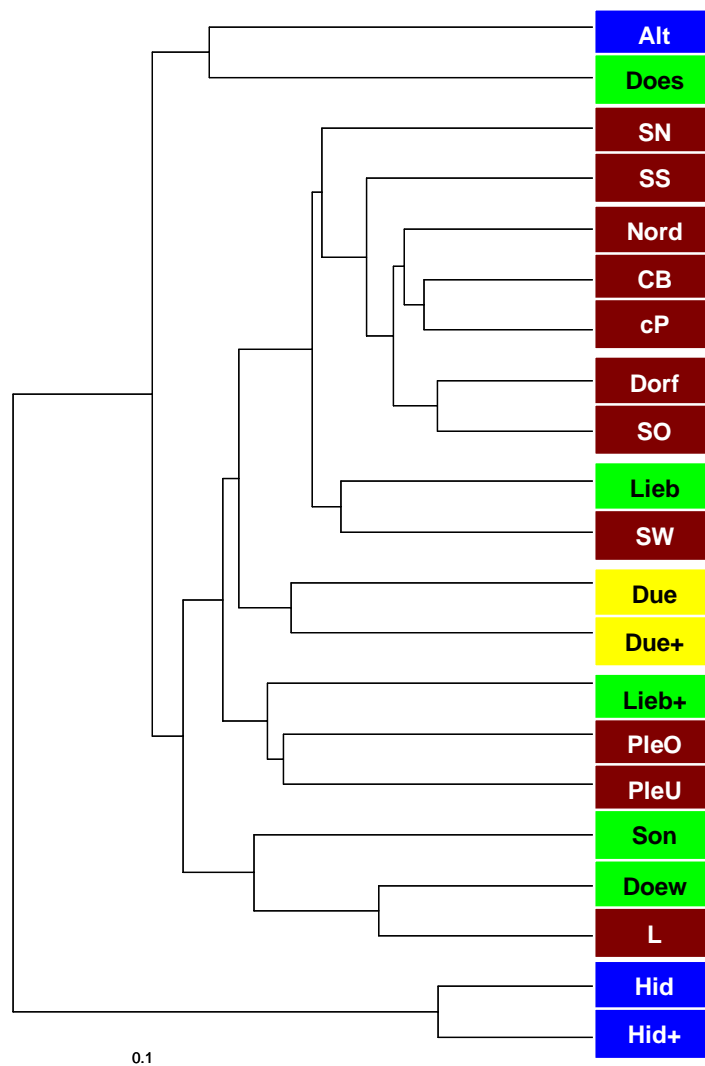 Alt
Does
SN
SS
Nord
CB
cP
Dorf
SO
Lieb
SW
Due
Due+
Lieb+
PleO
PleU
Son
Doew
L
Hid
Hid+
0.1